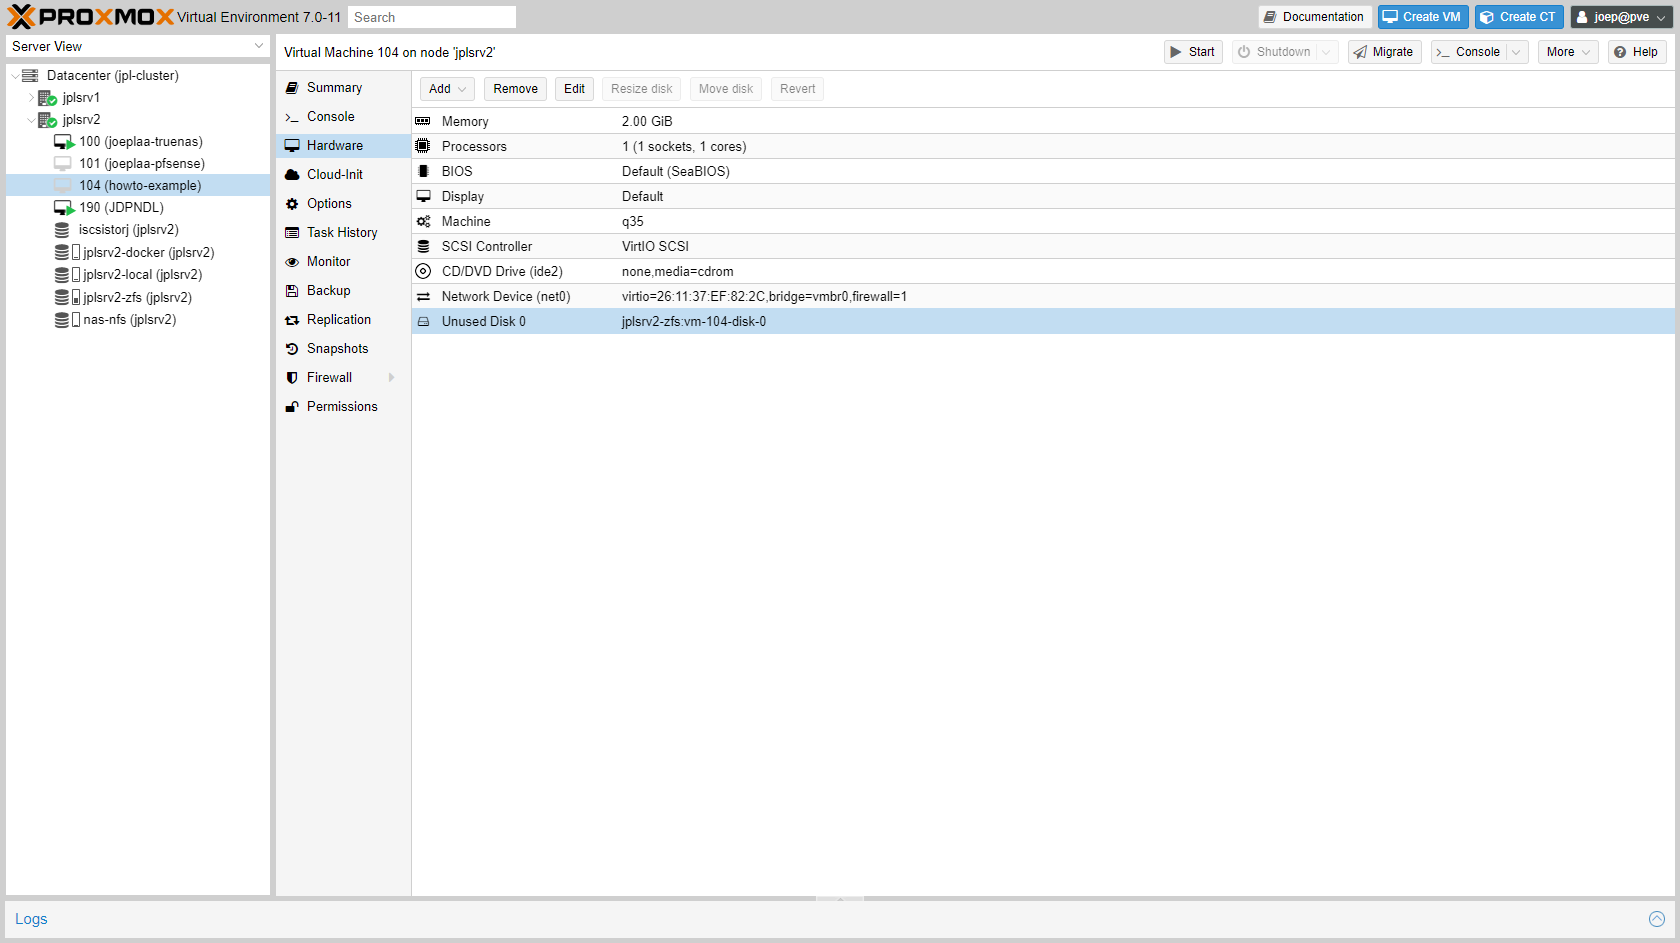 PROXMOX Virtual Environment 7.0-11 Search Documentation Create VM Create CT joep@pve
Server View
Virtual Machine 104 on node 'jplsrv2' Start Shutdown Migrate Console More Help
Datacenter (jpl-cluster)
jplsrv1
jplsrv2
100 (joeplaa-truenas)
101 (joeplaa-pfsense)
104 (howto-example)
190 (JDPNDL)
iscsistorj (jplsrv2)
jplsrv2-docker (jplsrv2)
jplsrv2-local (jplsrv2)
jplsrv2-zfs (jplsrv2)
nas-nfs (jplsrv2)
Summary
Console
Hardware
Cloud-Init
Options
Task History
Monitor
Backup
Replication
Snapshots
Firewall
Permissions
Add Remove Edit Resize disk Move disk Revert
Memory 2.00 GiB
Processors 1 (1 sockets, 1 cores)
BIOS Default (SeaBIOS)
Display Default
Machine q35
SCSI Controller VirtIO SCSI
CD/DVD Drive (ide2) none,media=cdrom
Network Device (net0) virtio=26:11:37:EF:82:2C,bridge=vmbr0,firewall=1
Unused Disk 0 jplsrv2-zfs:vm-104-disk-0
Logs